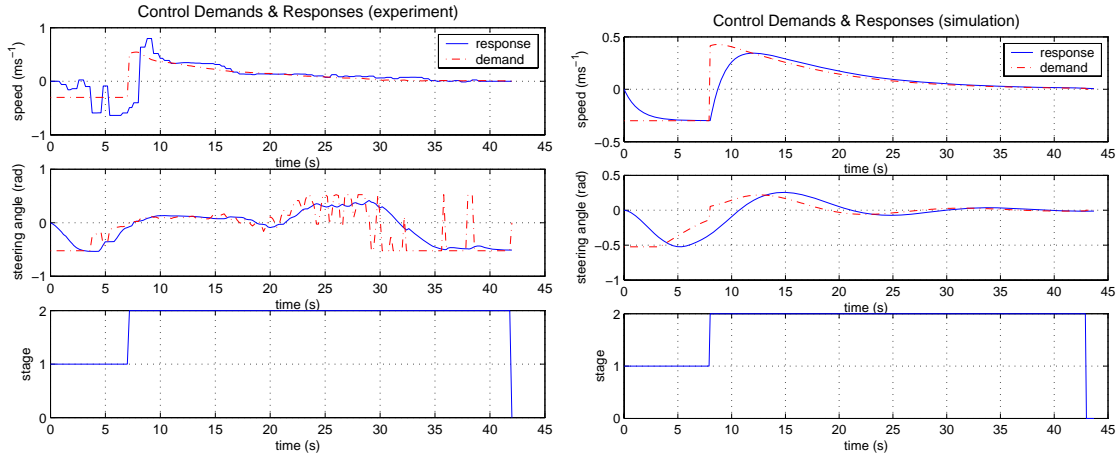 Control Demands & Responses (experiment)
1
0
−1
speed (ms⁻¹)
response
demand
0 5 10 15 20 25 30 35 40 45
time (s)
1
0
−1
steering angle (rad)
0 5 10 15 20 25 30 35 40 45
time (s)
2
1
0
stage
0 5 10 15 20 25 30 35 40 45
time (s)
Control Demands & Responses (simulation)
0.5
0
−0.5
speed (ms⁻¹)
response
demand
0 5 10 15 20 25 30 35 40 45
time (s)
0.5
0
−0.5
−1
steering angle (rad)
0 5 10 15 20 25 30 35 40 45
time (s)
2
1
0
stage
0 5 10 15 20 25 30 35 40 45
time (s)